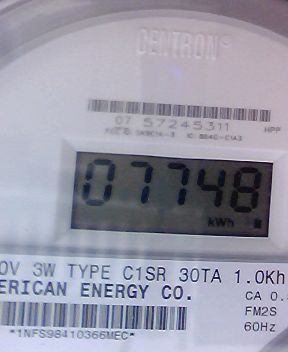 CENTRON®
07 57245311
HPP
07748
kWh
0V 3W TYPE C1SR 30TA 1.0Kh
ERICAN ENERGY CO.
CA 0.
FM2S
60Hz
*1NFS98410366MEC*